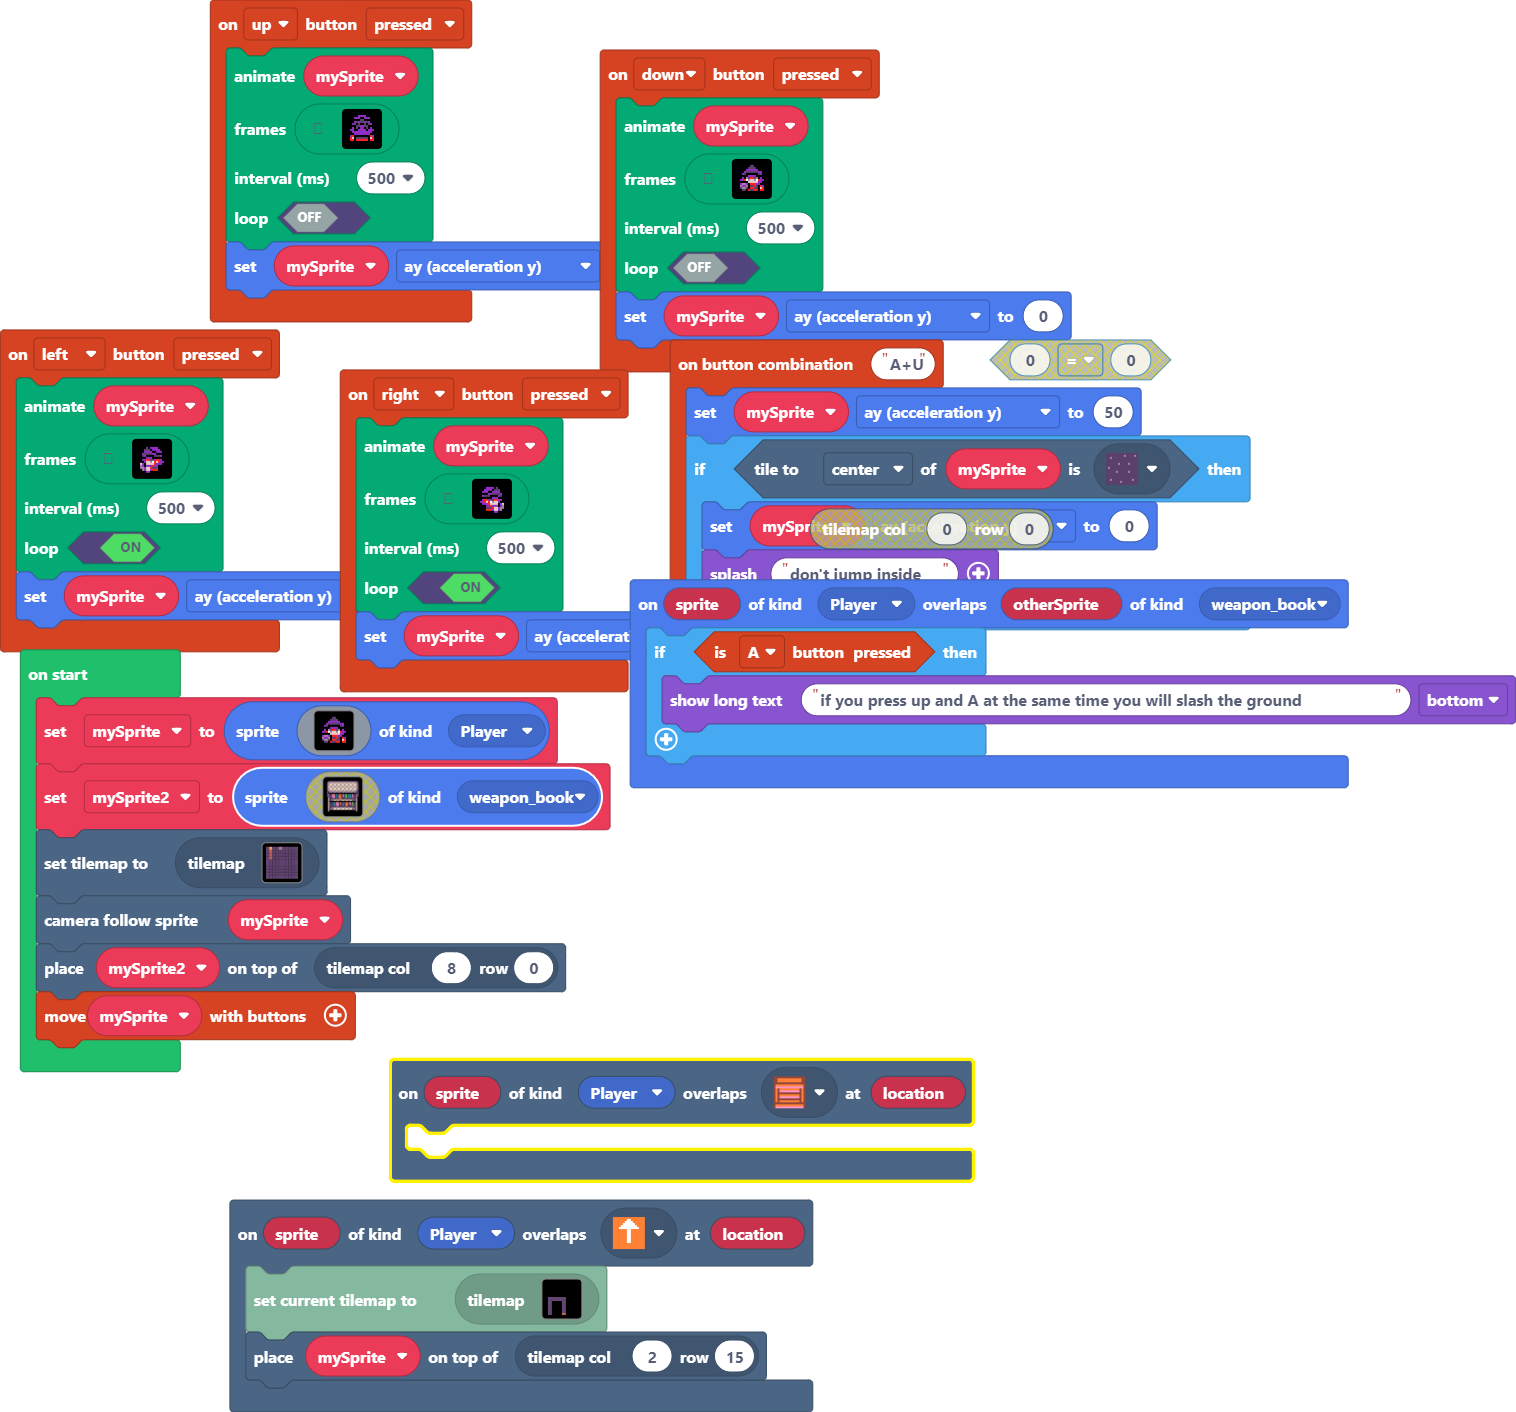 on up button pressed
animate mySprite
frames
interval (ms) 500
loop OFF
set mySprite ay (acceleration y)
on down button pressed
animate mySprite
frames
interval (ms) 500
loop OFF
set mySprite ay (acceleration y) to 0
on left button pressed
animate mySprite
frames
interval (ms) 500
loop ON
set mySprite ay (acceleration y)
on right button pressed
animate mySprite
frames
interval (ms) 500
loop ON
set mySprite ay (accelerat
on button combination "A+U"
0 = 0
set mySprite ay (acceleration y) to 50
if tile to center of mySprite is then
set mySpr to 0
tilemap col 0 row 0
splash "don't jump inside"
on sprite of kind Player overlaps otherSprite of kind weapon_book
if is A button pressed then
show long text "if you press up and A at the same time you will slash the ground" bottom
on start
set mySprite to sprite of kind Player
set mySprite2 to sprite of kind weapon_book
set tilemap to tilemap
camera follow sprite mySprite
place mySprite2 on top of tilemap col 8 row 0
move mySprite with buttons
on sprite of kind Player overlaps at location
on sprite of kind Player overlaps at location
set current tilemap to tilemap
place mySprite on top of tilemap col 2 row 15